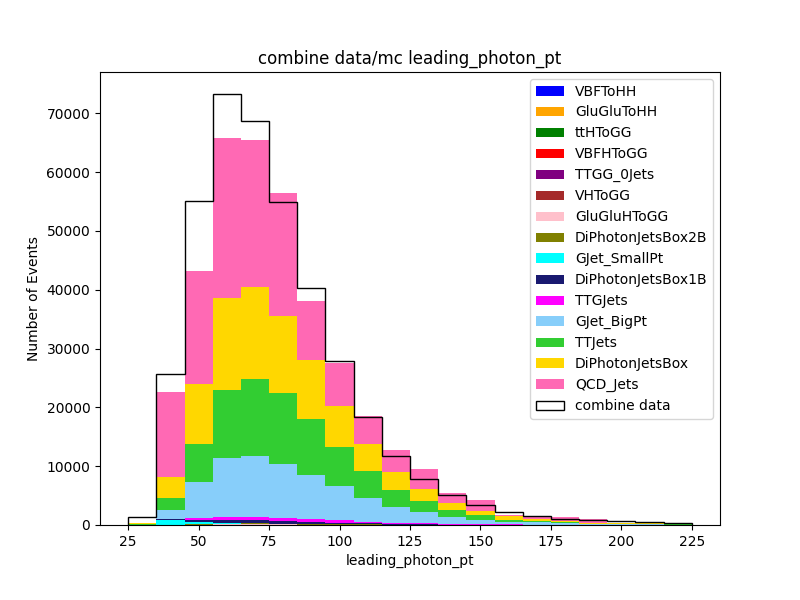 combine data/mc leading_photon_pt
Number of Events
70000
60000
50000
40000
30000
20000
10000
0
25
50
75
100
125
150
175
200
225
leading_photon_pt
VBFToHH
GluGluToHH
ttHToGG
VBFHToGG
TTGG_0Jets
VHToGG
GluGluHToGG
DiPhotonJetsBox2B
GJet_SmallPt
DiPhotonJetsBox1B
TTGJets
GJet_BigPt
TTJets
DiPhotonJetsBox
QCD_Jets
combine data